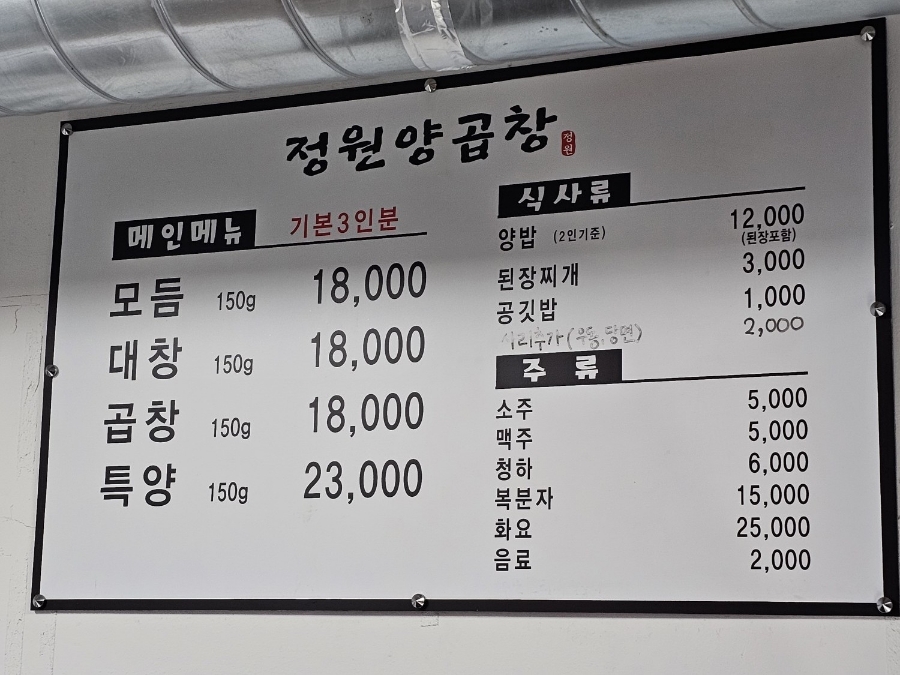 정원양곱창
정원
메인메뉴 기본3인분
모듬 150g 18,000
대창 150g 18,000
곱창 150g 18,000
특양 150g 23,000
식사류
양밥 (2인기준) 12,000
(된장포함)
된장찌개 3,000
공깃밥 1,000
사리추가(우동,당면) 2,000
주류
소주 5,000
맥주 5,000
청하 6,000
복분자 15,000
화요 25,000
음료 2,000